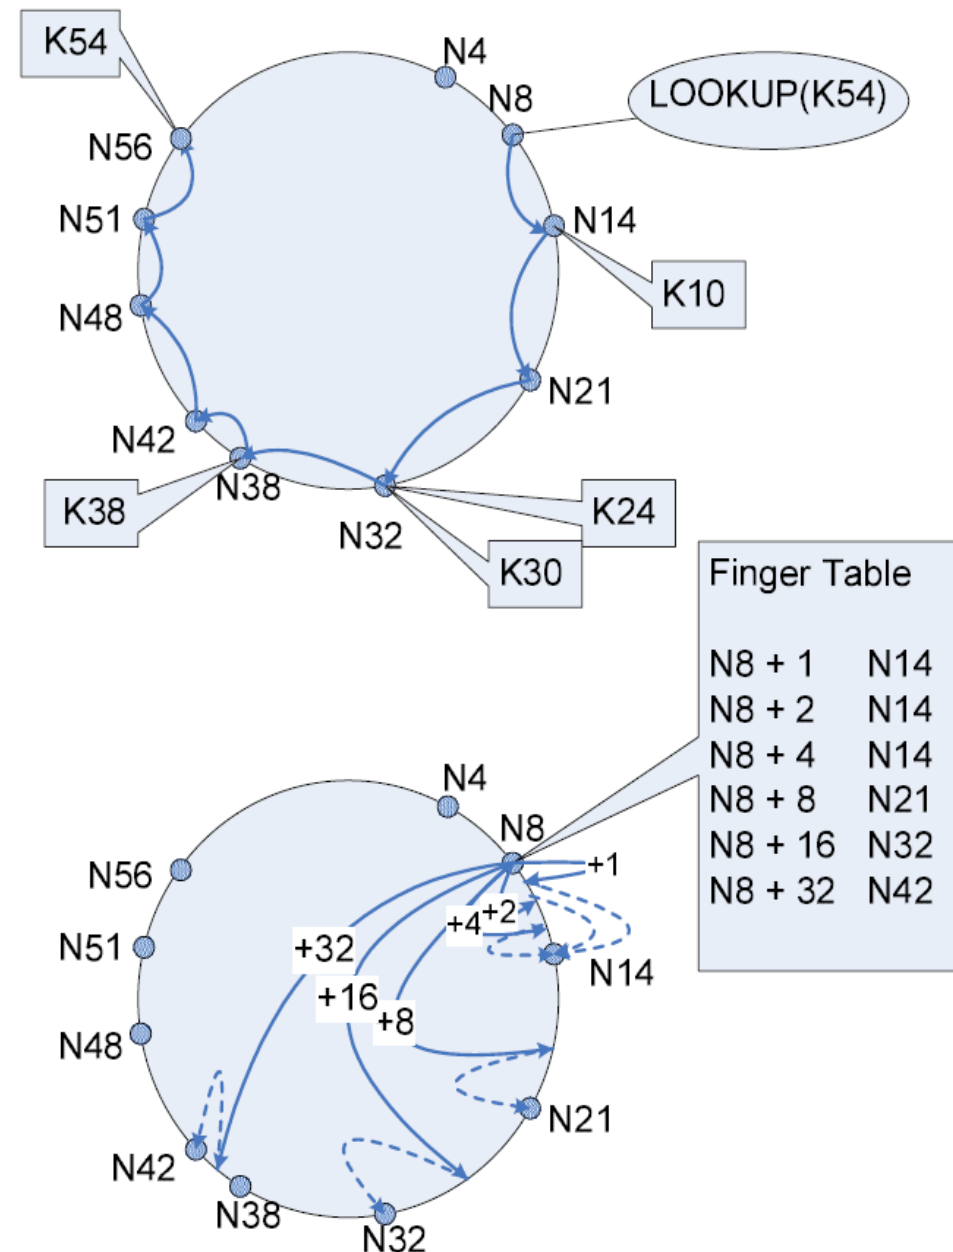 K54
N4
N8
LOOKUP(K54)
N56
N51
N14
K10
N48
N21
N42
N38
K38
N32
K24
K30
Finger Table
N8 + 1 N14
N8 + 2 N14
N8 + 4 N14
N8 + 8 N21
N8 + 16 N32
N8 + 32 N42
N4
N8
+1
N56
+4
+2
+32
N51
N14
+16
+8
N48
N21
N42
N38
N32